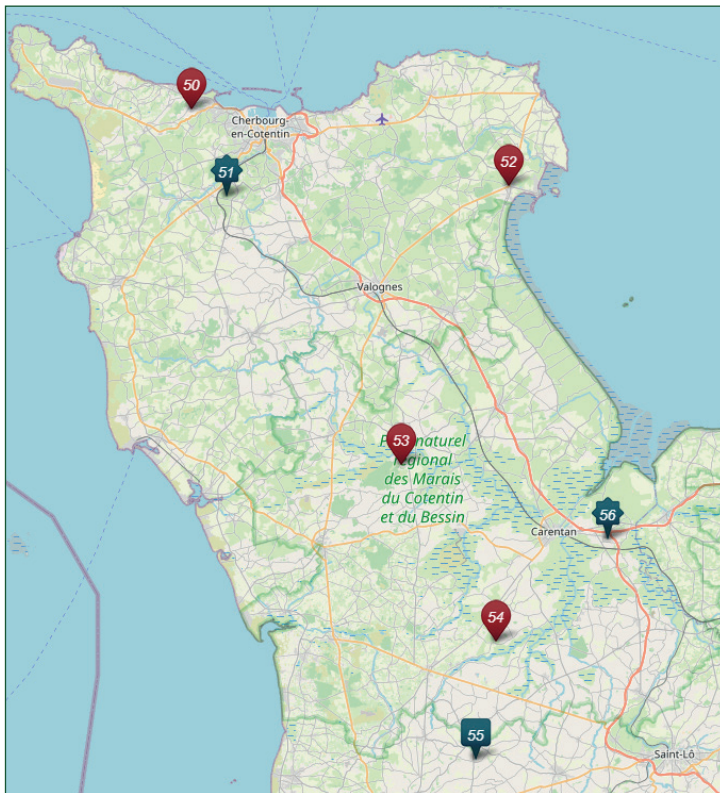 50
Cherbourg-
en-Cotentin
51
52
Valognes
53
naturel
régional
des Marais
du Cotentin
et du Bessin
56
Carentan
54
55
Saint-Lô